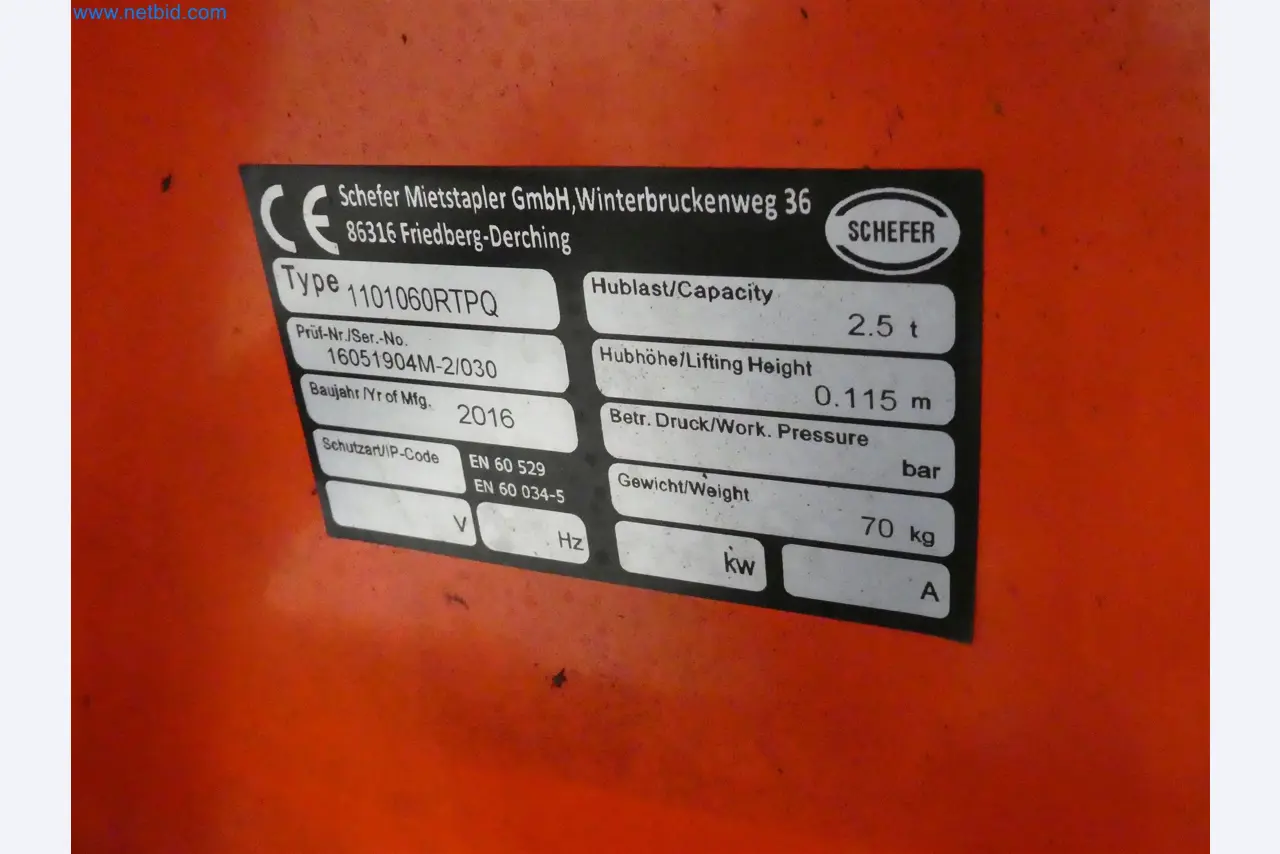 www.netbid.com
CE Schefer Mietstapler GmbH,Winterbruckenweg 36
86316 Friedberg-Derching
SCHEFER
Type 1101060RTPQ
Prüf-Nr./Ser.-No.
16051904M-2/030
Baujahr/Yr of Mfg. 2016
Schutzart/IP-Code
EN 60 529
EN 60 034-5
V
Hz
Hublast/Capacity
2.5 t
Hubhöhe/Lifting Height
0.115 m
Betr. Druck/Work. Pressure
bar
Gewicht/Weight
70 kg
kw
A